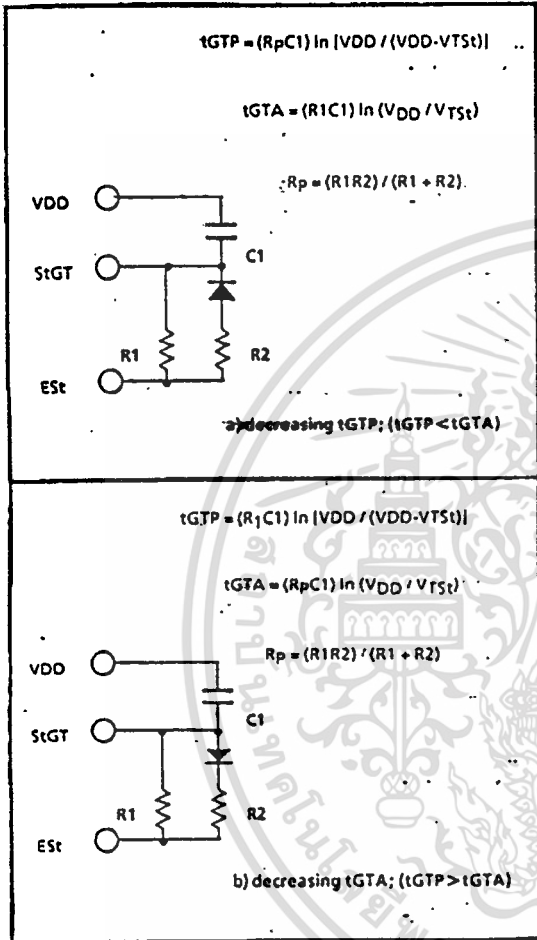 tGTP = (RpC1) ln [VDD / (VDD-VTSt)]
tGTA = (R1C1) ln (VDD / VTSt)
Rp = (R1R2) / (R1 + R2)
VDD
C1
StGT
R1
R2
ESt
a) decreasing tGTP; (tGTP < tGTA)
tGTP = (R1C1) ln [VDD / (VDD-VTSt)]
tGTA = (RpC1) ln (VDD / VTSt)
Rp = (R1R2) / (R1 + R2)
VDD
C1
StGT
R1
R2
ESt
b) decreasing tGTA; (tGTP > tGTA)